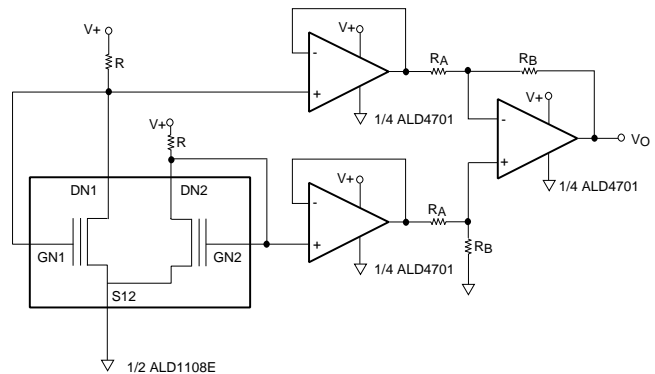 V+
R
V+
R
DN1
DN2
GN1
GN2
S12
1/2 ALD1108E
-
+
V+
1/4 ALD4701
-
+
V+
1/4 ALD4701
RA
RB
RA
RB
-
+
V+
1/4 ALD4701
VO